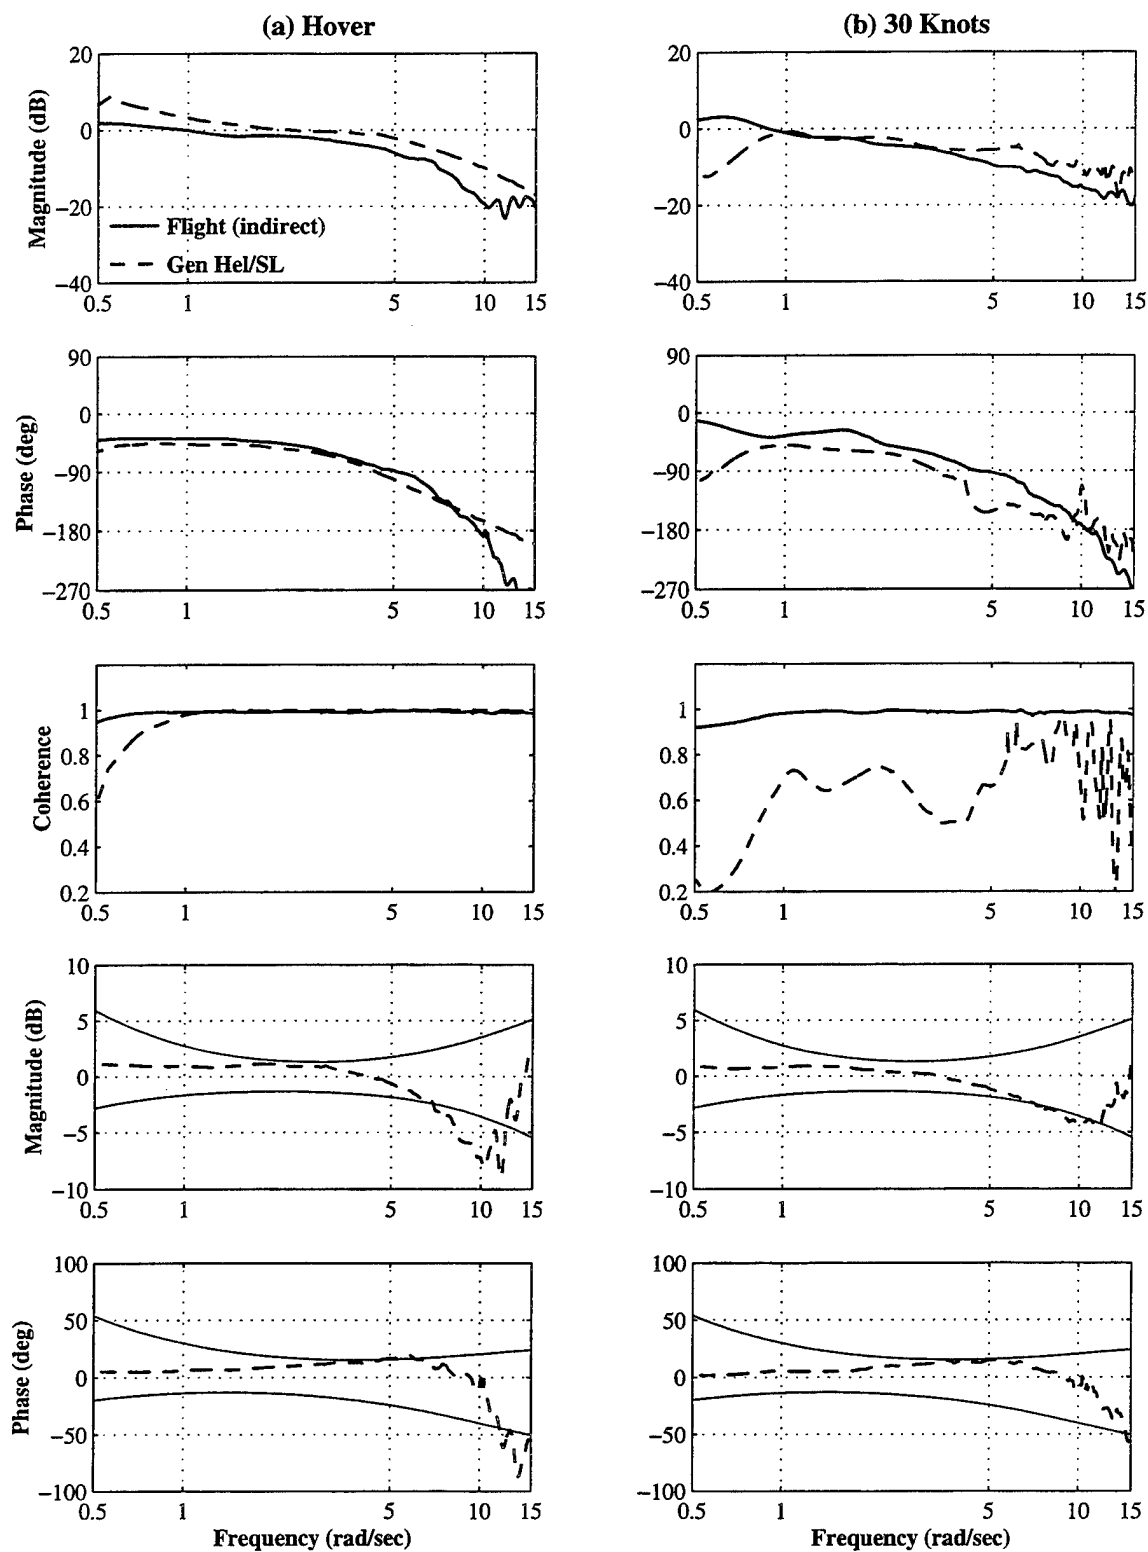 (a) Hover
(b) 30 Knots
Magnitude (dB)
20
0
−20
−40
Flight (indirect)
Gen Hel/SL
0.5 1 5 10 15
20
0
−20
−40
0.5 1 5 10 15
Phase (deg)
90
0
−90
−180
−270
0.5 1 5 10 15
90
0
−90
−180
−270
0.5 1 5 10 15
Coherence
1
0.8
0.6
0.4
0.2
0.5 1 5 10 15
1
0.8
0.6
0.4
0.2
0.5 1 5 10 15
Magnitude (dB)
10
5
0
−5
−10
0.5 1 5 10 15
10
5
0
−5
−10
0.5 1 5 10 15
Phase (deg)
100
50
0
−50
−100
0.5 1 5 10 15
Frequency (rad/sec)
100
50
0
−50
−100
0.5 1 5 10 15
Frequency (rad/sec)